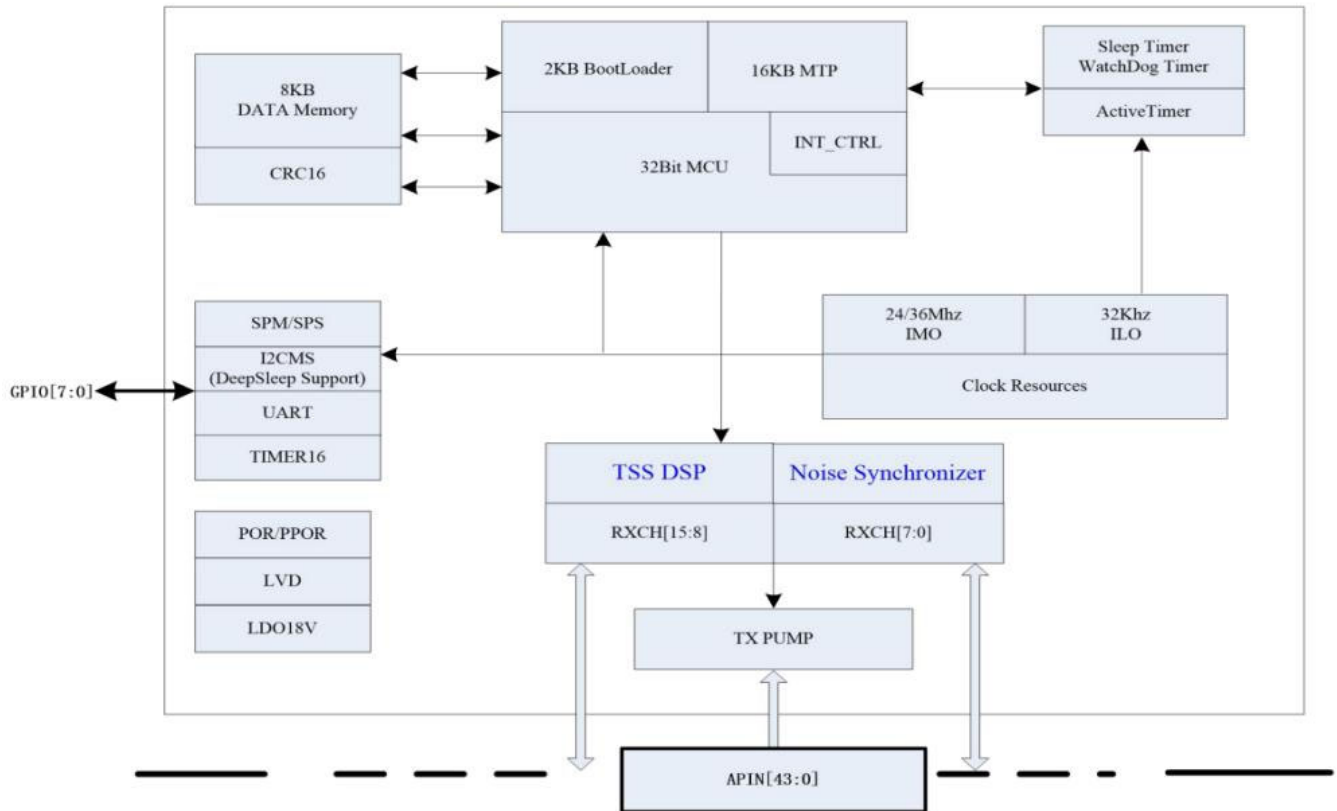 8KB
DATA Memory
CRC16
2KB BootLoader
16KB MTP
INT_CTRL
32Bit MCU
Sleep Timer
WatchDog Timer
ActiveTimer
SPM/SPS
I2CMS
(DeepSleep Support)
UART
TIMER16
GPIO[7:0]
24/36Mhz
IMO
32Khz
ILO
Clock Resources
TSS DSP
Noise Synchronizer
RXCH[15:8]
RXCH[7:0]
POR/PPOR
LVD
LDO18V
TX PUMP
APIN[43:0]